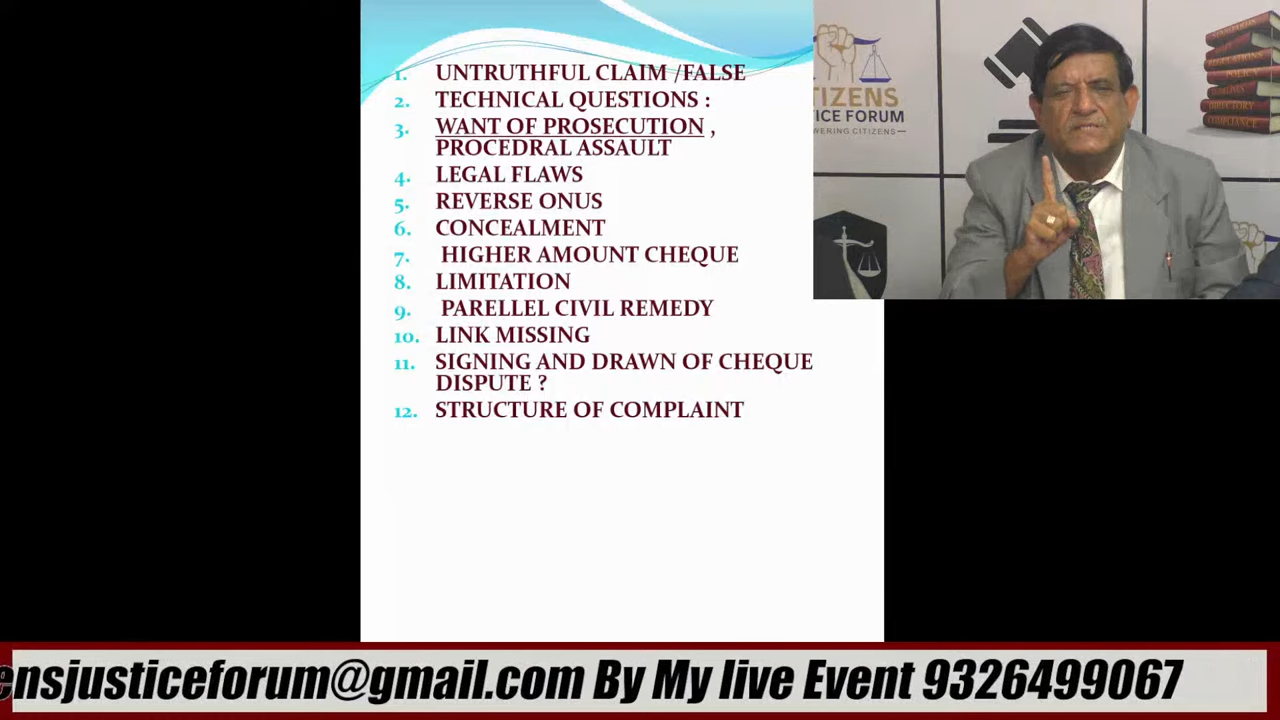 1. UNTRUTHFUL CLAIM /FALSE
2. TECHNICAL QUESTIONS :
3. WANT OF PROSECUTION ,
PROCEDRAL ASSAULT
4. LEGAL FLAWS
5. REVERSE ONUS
6. CONCEALMENT
7. HIGHER AMOUNT CHEQUE
8. LIMITATION
9. PARELLEL CIVIL REMEDY
10. LINK MISSING
11. SIGNING AND DRAWN OF CHEQUE
DISPUTE ?
12. STRUCTURE OF COMPLAINT
TIZENS
ICE FORUM
WERING CITIZENS
POLICY
DIRECTORY
COMPLIANCE
ensjusticeforum@gmail.com By My live Event 9326499067